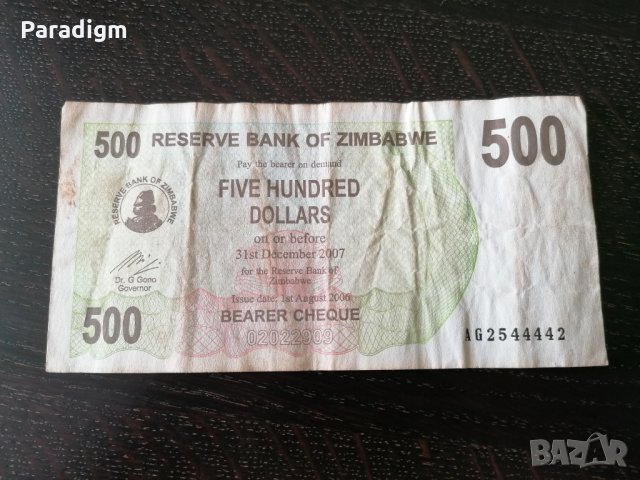 Paradigm
500 RESERVE BANK OF ZIMBABWE 500
Pay the bearer on demand
FIVE HUNDRED
DOLLARS
on or before
31st December 2007
for the Reserve Bank of
Zimbabwe
Issue date: 1st August 2006
BEARER CHEQUE
02022909
RESERVE BANK OF ZIMBABWE
Dr. G Gono
Governor
500
AG2544442
BAZAR